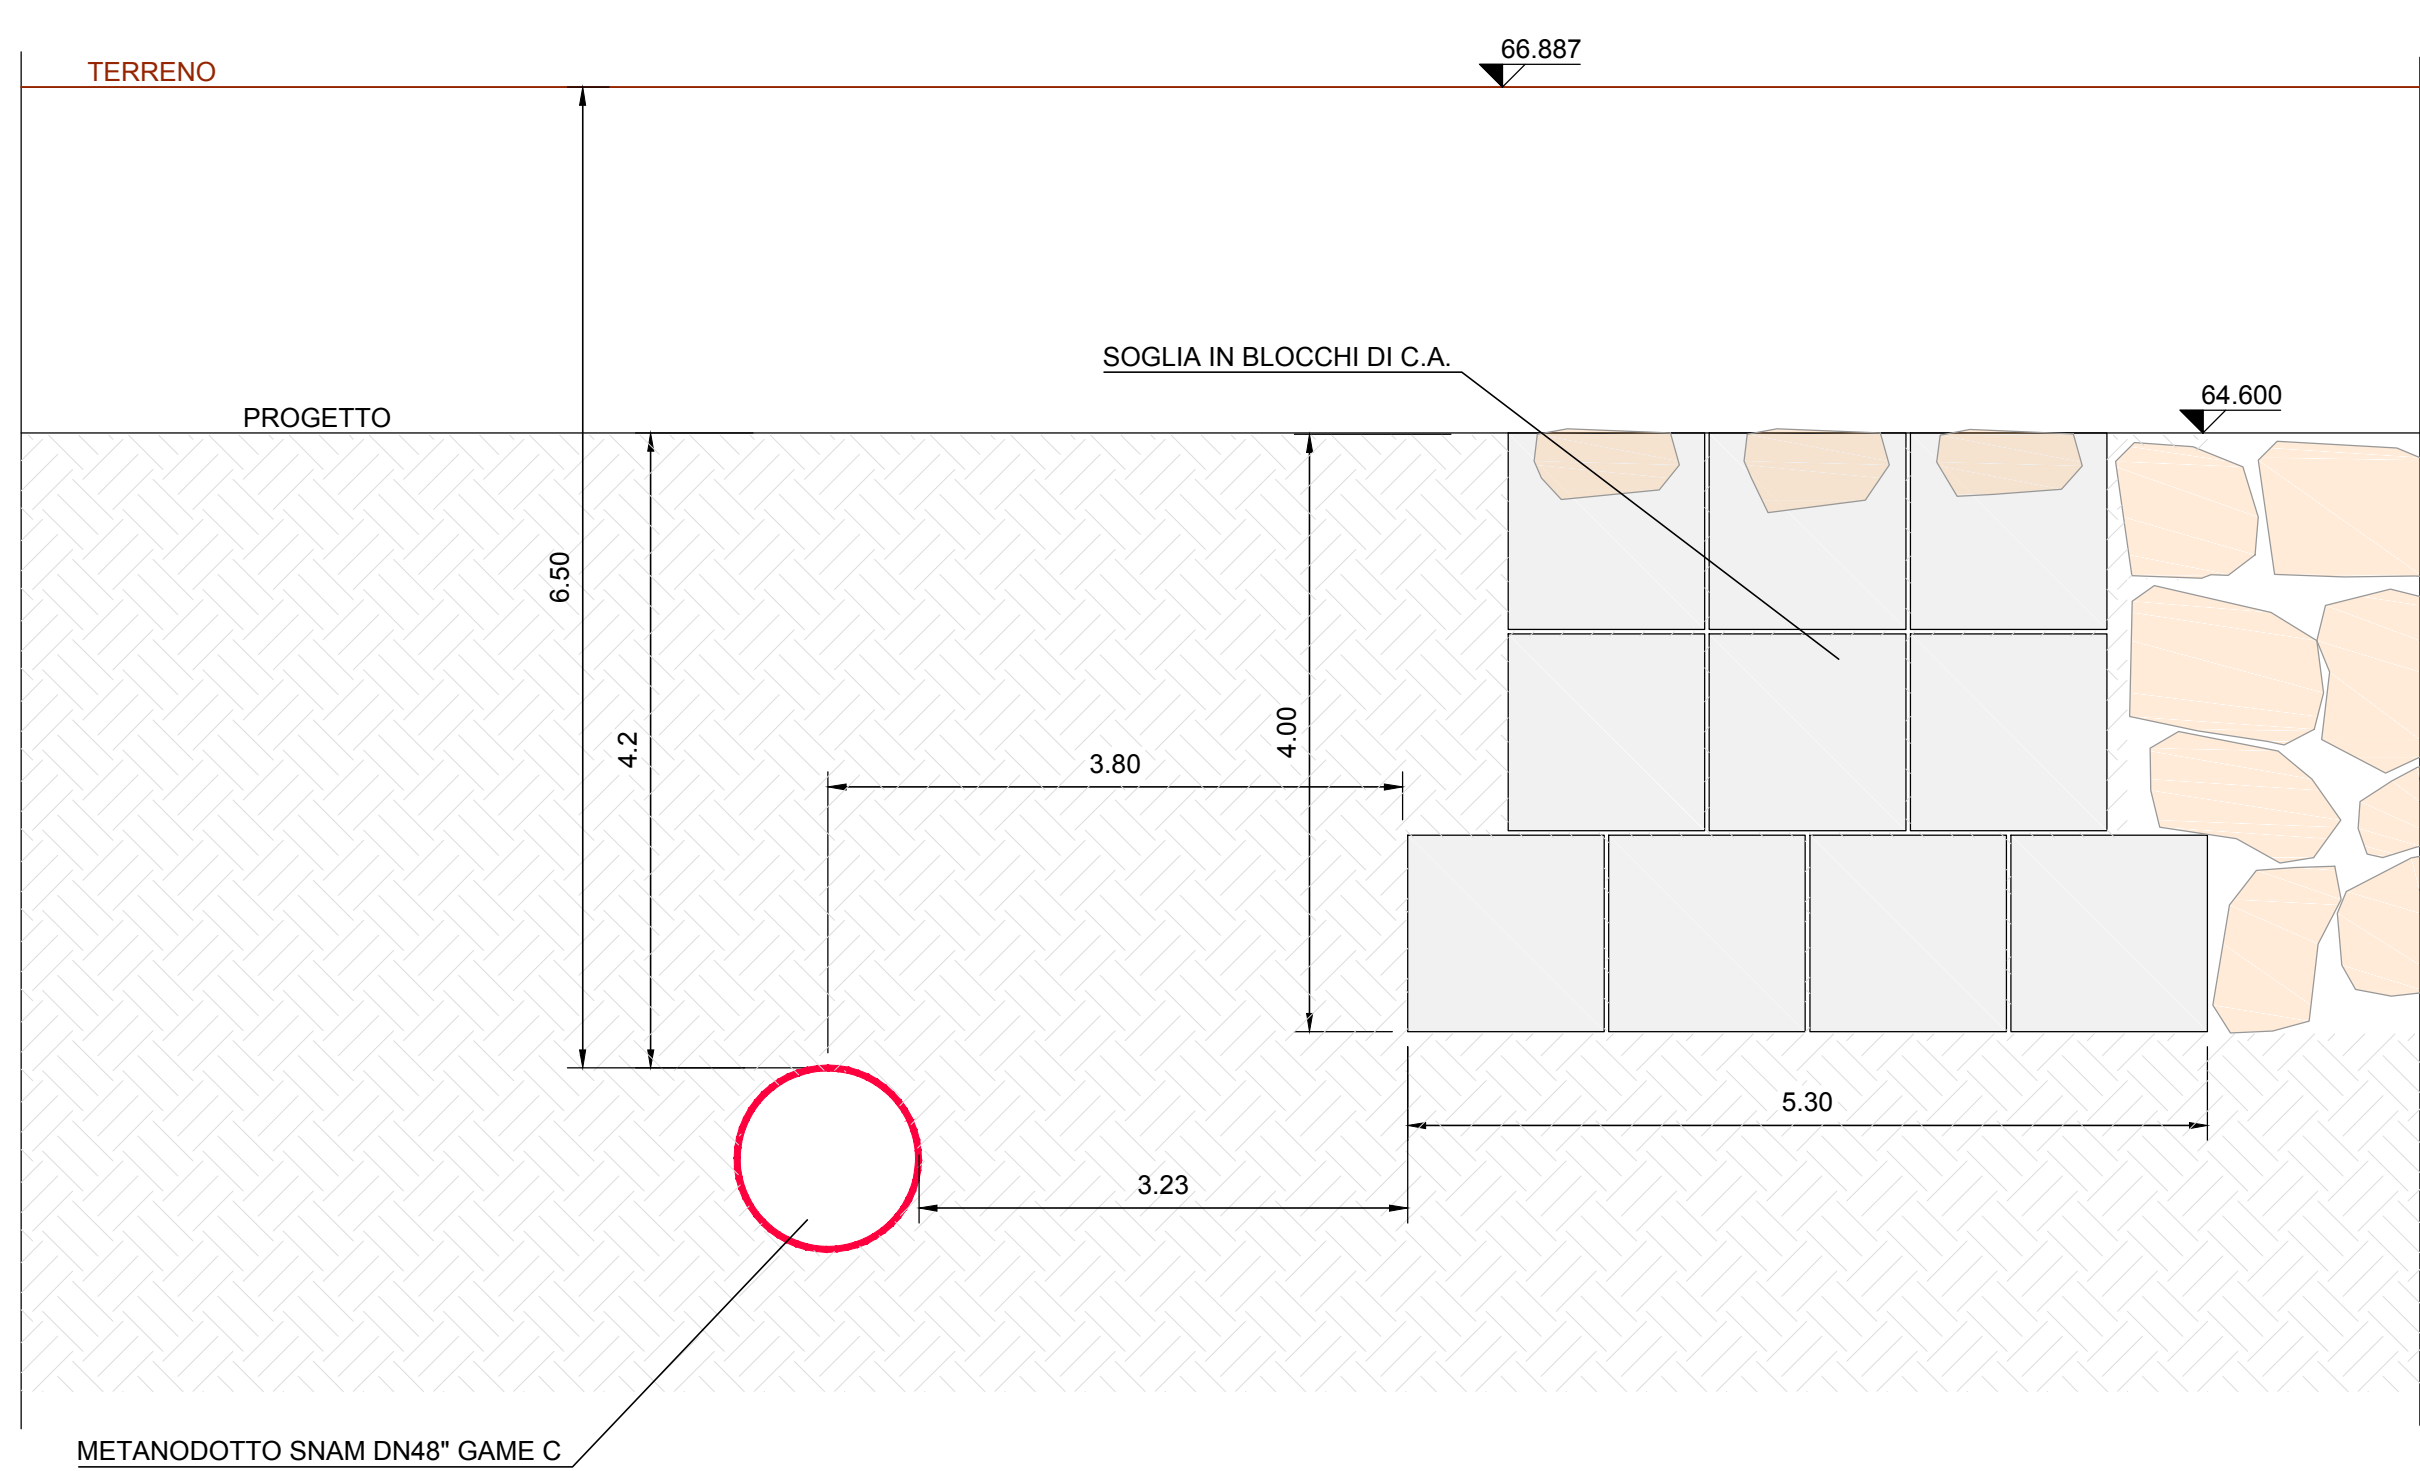 66.887
TERRENO
SOGLIA IN BLOCCHI DI C.A.
64.600
PROGETTO
6.50
4.2
4.00
3.80
5.30
3.23
METANODOTTO SNAM DN48" GAME C